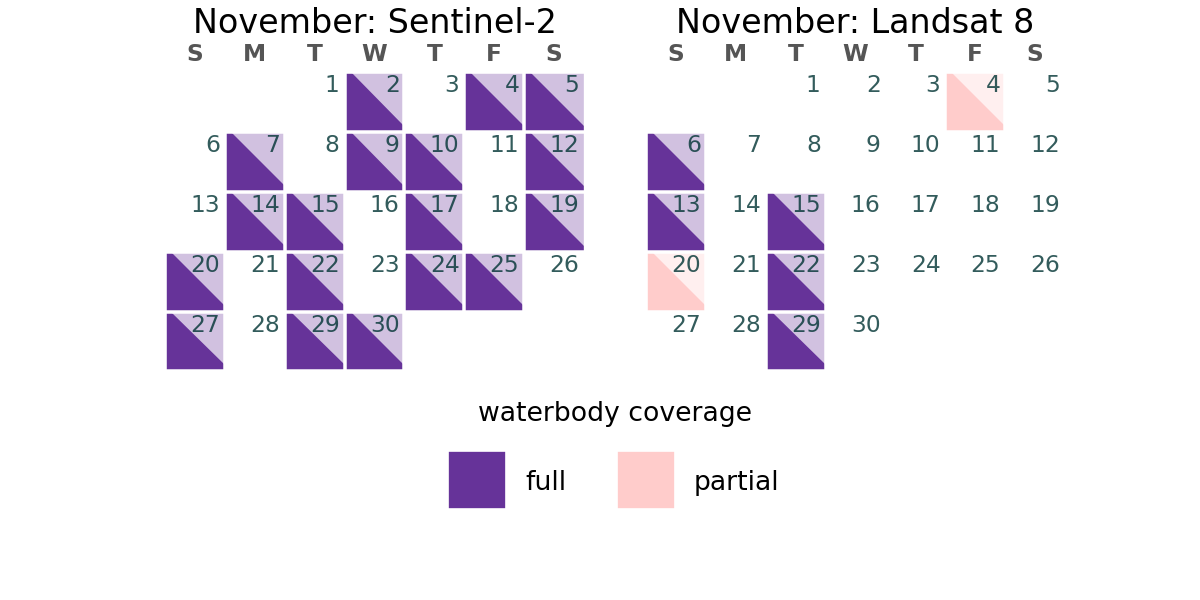 November: Sentinel-2
S M T W T F S
1 2 3 4 5
6 7 8 9 10 11 12
13 14 15 16 17 18 19
20 21 22 23 24 25 26
27 28 29 30
November: Landsat 8
S M T W T F S
1 2 3 4 5
6 7 8 9 10 11 12
13 14 15 16 17 18 19
20 21 22 23 24 25 26
27 28 29 30
waterbody coverage
full
partial